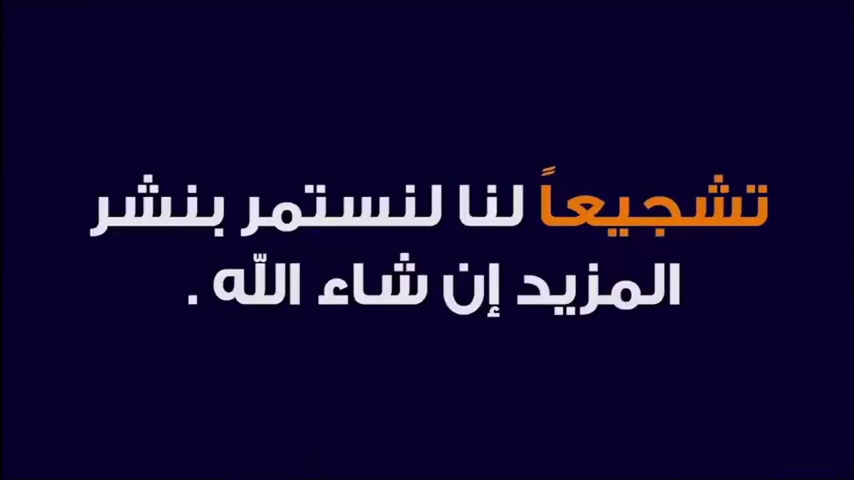 تشجيعاً لنا لنستمر بنشر
المزيد إن شاء الله .